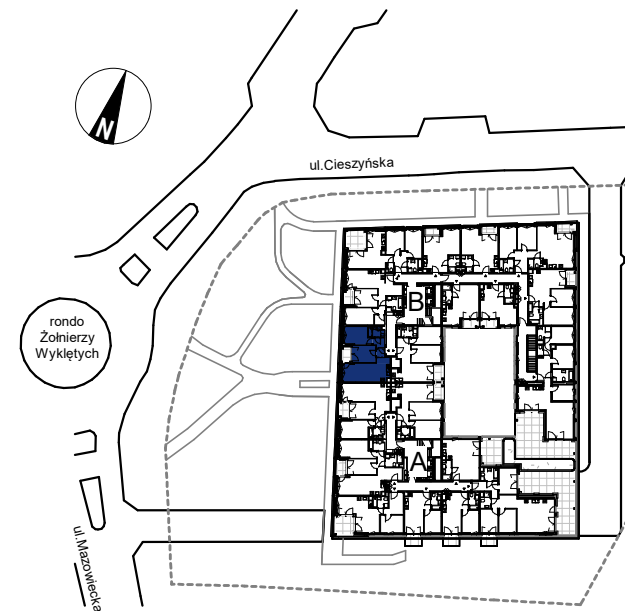 N
ul.Cieszyńska
B
rondo
Żołnierzy
Wyklętych
A
ul.Mazowiecka